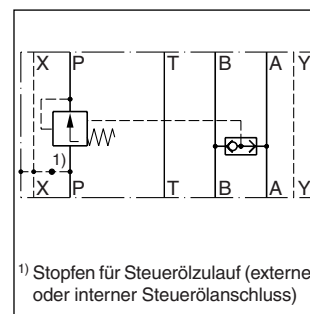 X P T B A Y
1)
X P T B A Y
1) Stopfen für Steuerölzulauf (externe
oder interner Steuerölanschluss)